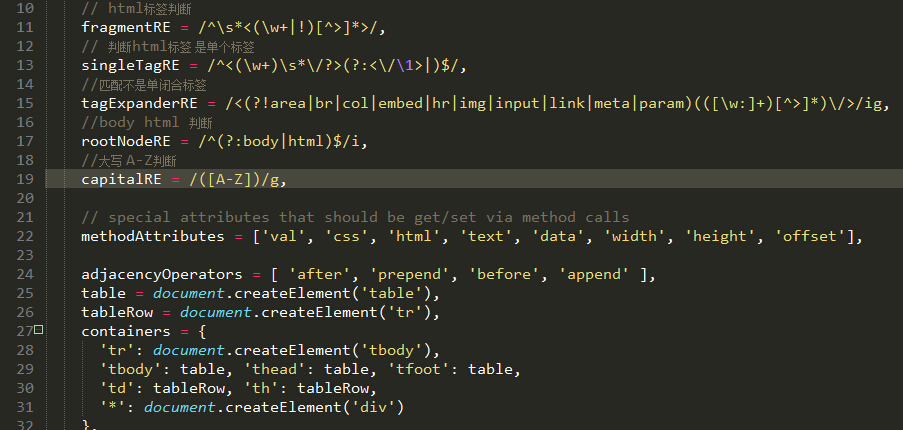 10 // html标签判断
11 fragmentRE = /^\s*<(\w+|!)[^>]*>/,
12 // 判断html标签 是单个标签
13 singleTagRE = /^<(\w+)\s*\/?>(?:<\/\1>|)$/,
14 //匹配不是单闭合标签
15 tagExpanderRE = /<(?!area|br|col|embed|hr|img|input|link|meta|param)(([\w:]+)[^>]*)\/>/ig,
16 //body html 判断
17 rootNodeRE = /^(?:body|html)$/i,
18 //大写 A-Z判断
19 capitalRE = /([A-Z])/g,
20
21 // special attributes that should be get/set via method calls
22 methodAttributes = ['val', 'css', 'html', 'text', 'data', 'width', 'height', 'offset'],
23
24 adjacencyOperators = [ 'after', 'prepend', 'before', 'append' ],
25 table = document.createElement('table'),
26 tableRow = document.createElement('tr'),
27 containers = {
28 'tr': document.createElement('tbody'),
29 'tbody': table, 'thead': table, 'tfoot': table,
30 'td': tableRow, 'th': tableRow,
31 '*': document.createElement('div')
32 },